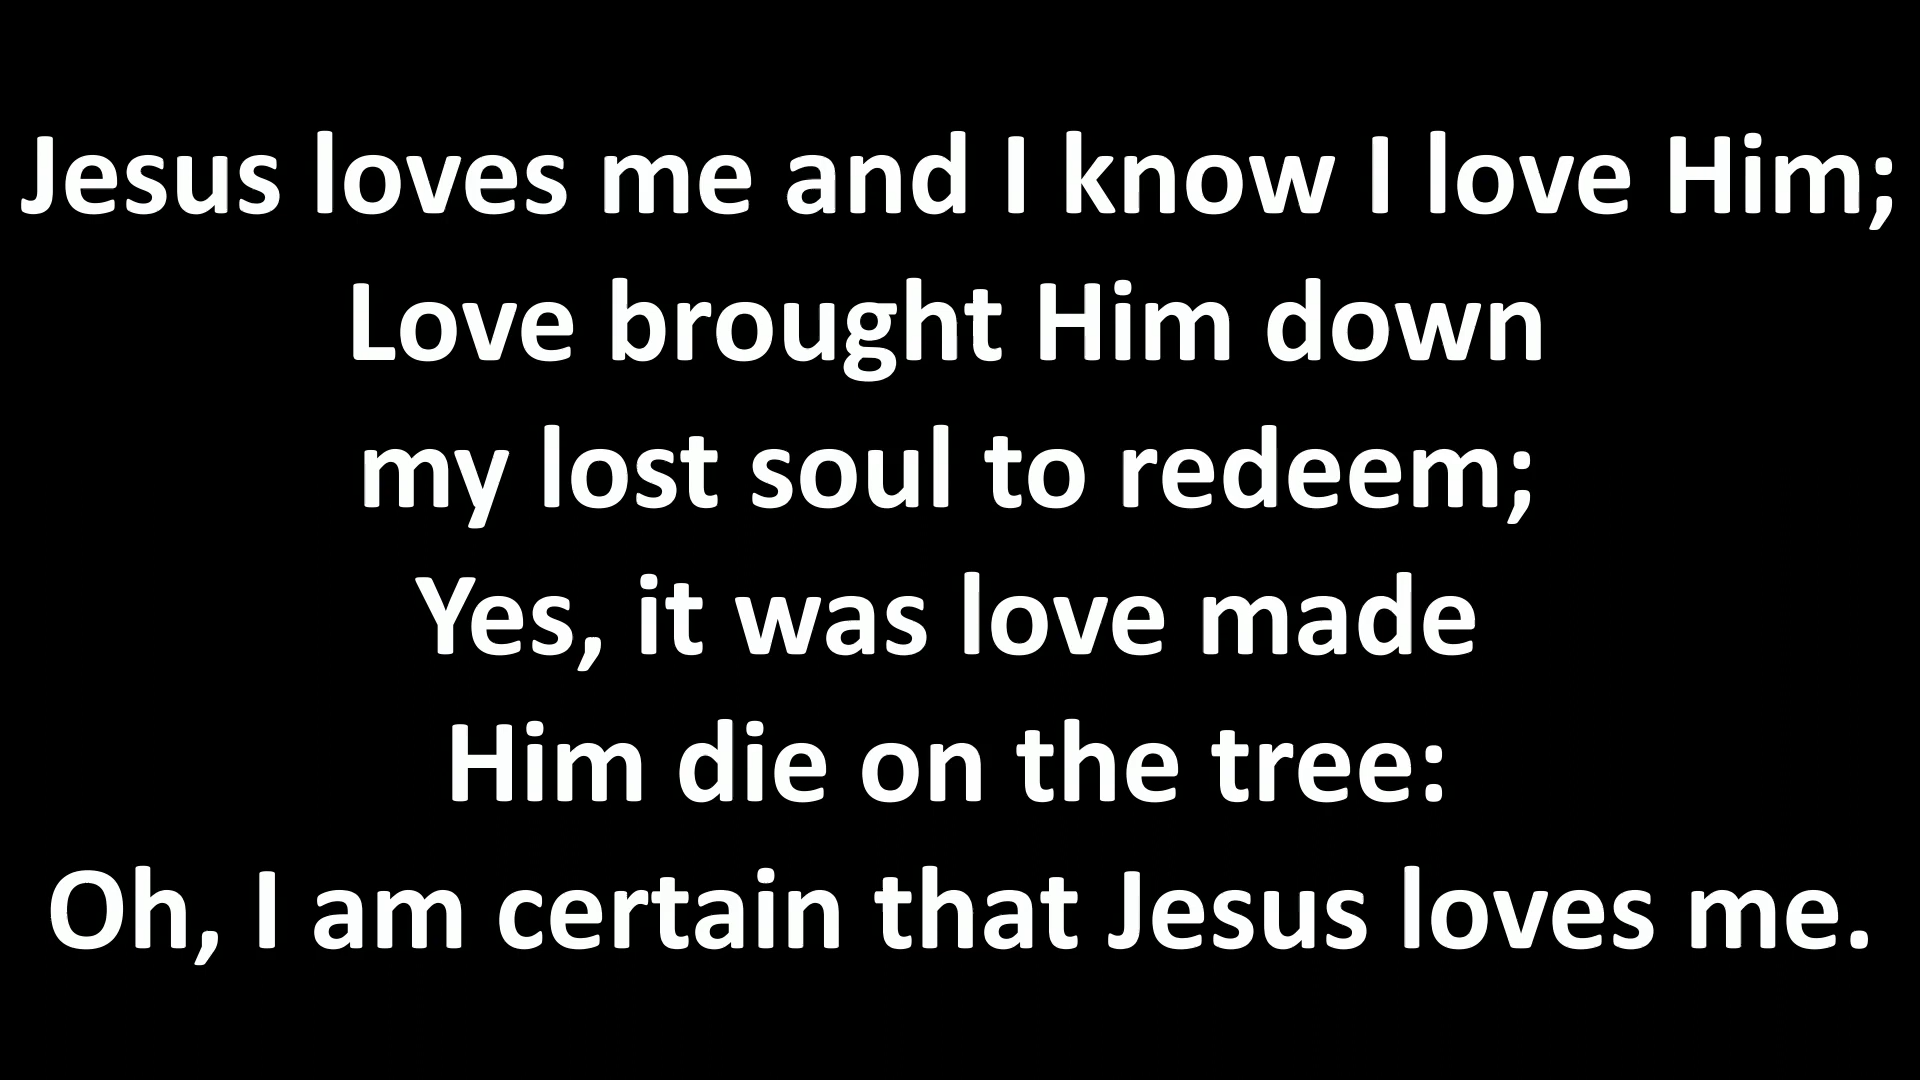 Jesus loves me and I know I love Him;
Love brought Him down
my lost soul to redeem;
Yes, it was love made
Him die on the tree:
Oh, I am certain that Jesus loves me.